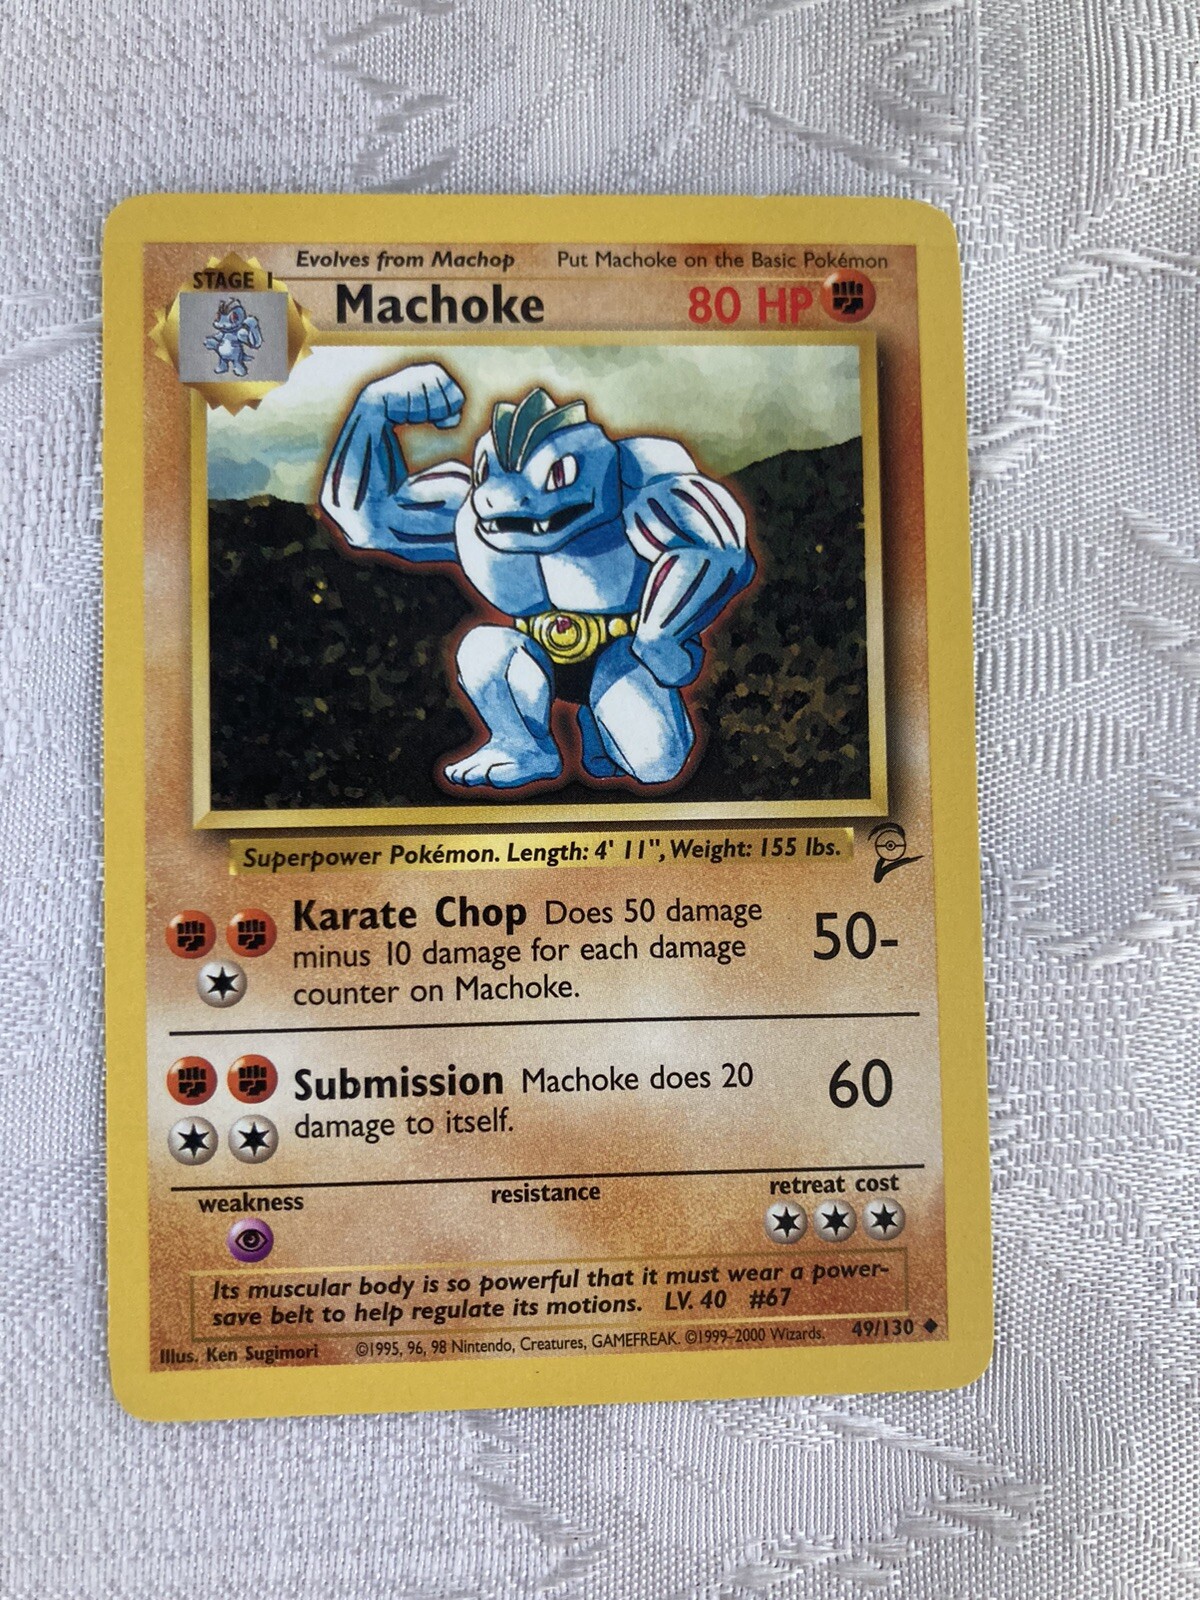 Evolves from Machop Put Machoke on the Basic Pokémon
STAGE 1
Machoke 80 HP
Superpower Pokémon. Length: 4' 11", Weight: 155 lbs.
Karate Chop Does 50 damage
minus 10 damage for each damage
counter on Machoke.
50-
Submission Machoke does 20
damage to itself.
60
weakness resistance retreat cost
Its muscular body is so powerful that it must wear a power-
save belt to help regulate its motions. LV. 40 #67
Illus. Ken Sugimori ©1995, 96, 98 Nintendo, Creatures, GAMEFREAK. ©1999–2000 Wizards. 49/130